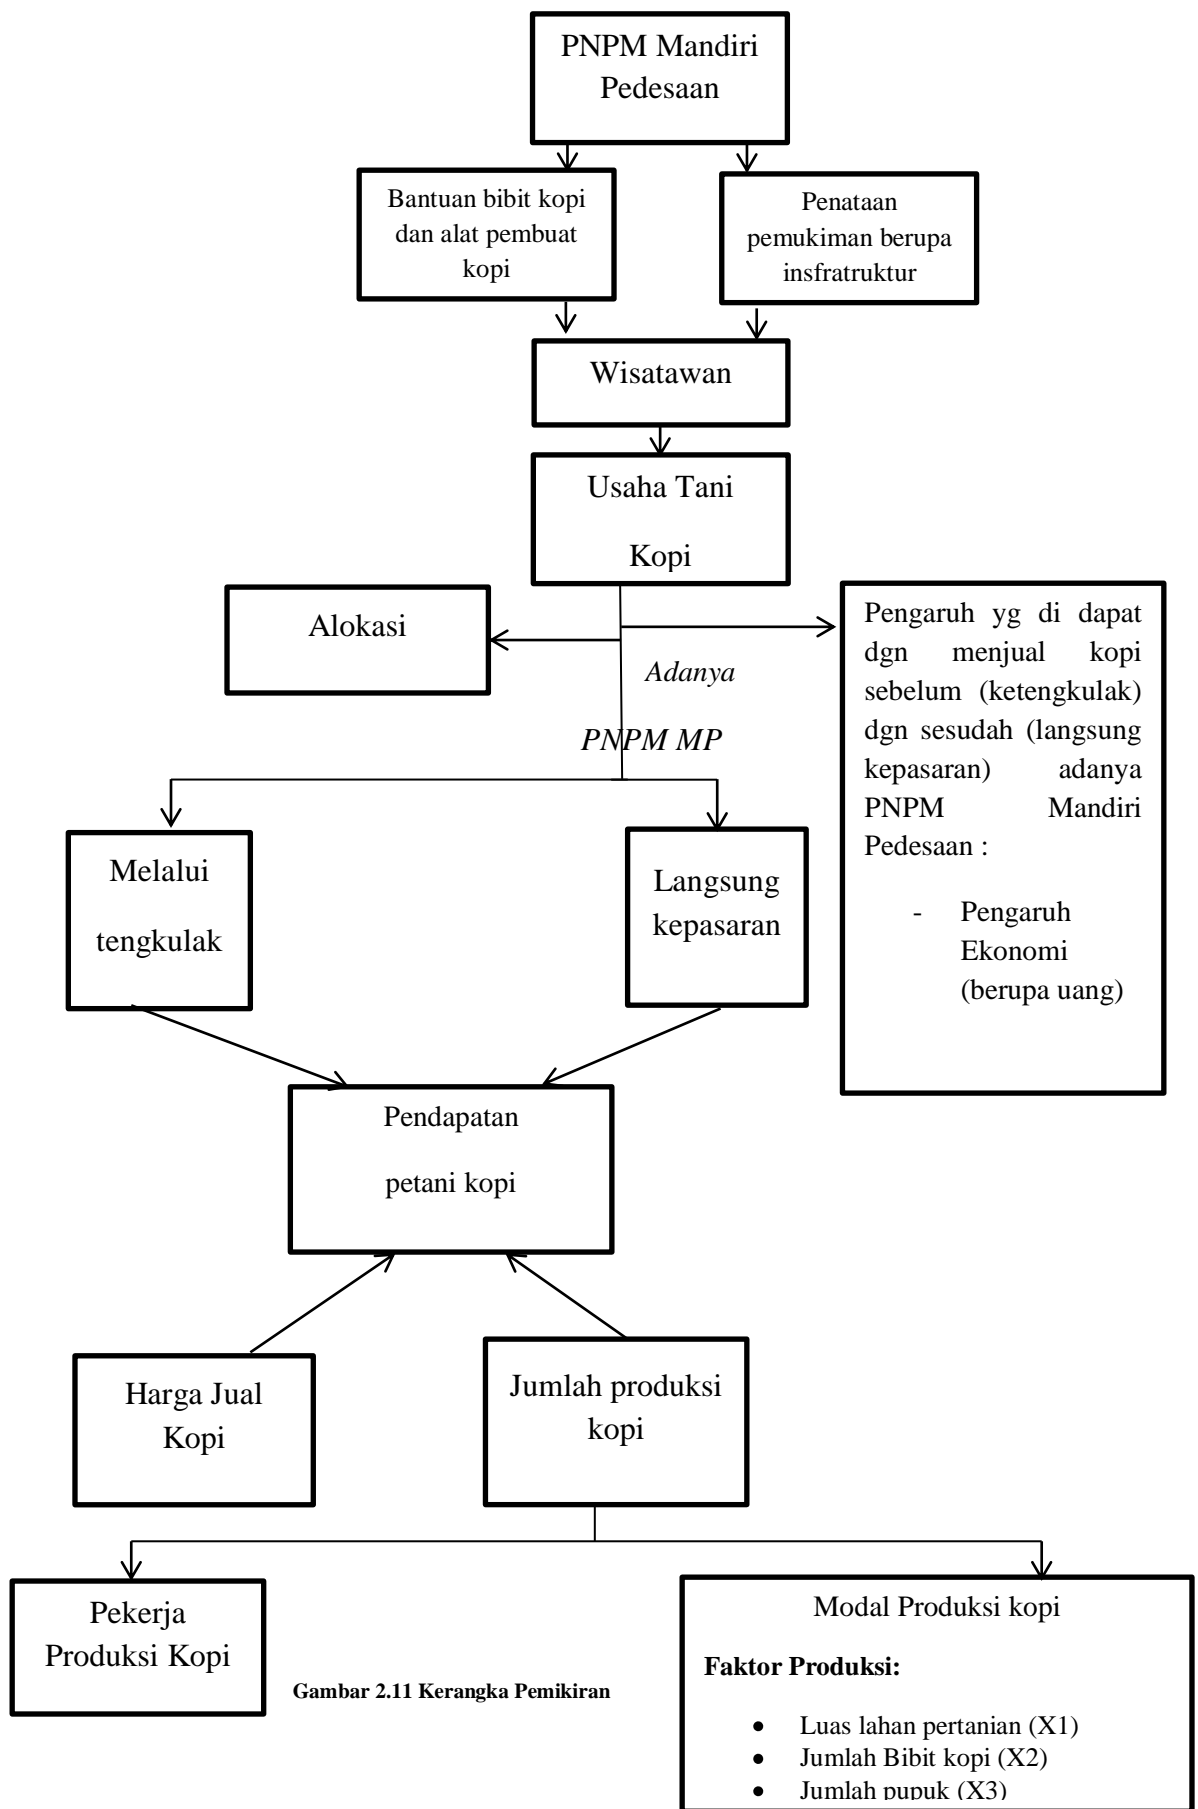 PNPM Mandiri
Pedesaan
Bantuan bibit kopi
dan alat pembuat
kopi
Penataan
pemukiman berupa
insfratruktur
Wisatawan
Usaha Tani
Kopi
Alokasi
Adanya
PNPM MP
Pengaruh yg di dapat
dgn menjual kopi
sebelum (ketengkulak)
dgn sesudah (langsung
kepasaran) adanya
PNPM Mandiri
Pedesaan :
- Pengaruh
Ekonomi
(berupa uang)
Melalui
tengkulak
Langsung
kepasaran
Pendapatan
petani kopi
Harga Jual
Kopi
Jumlah produksi
kopi
Pekerja
Produksi Kopi
Modal Produksi kopi
Faktor Produksi:
• Luas lahan pertanian (X1)
• Jumlah Bibit kopi (X2)
• Jumlah pupuk (X3)
Gambar 2.11 Kerangka Pemikiran